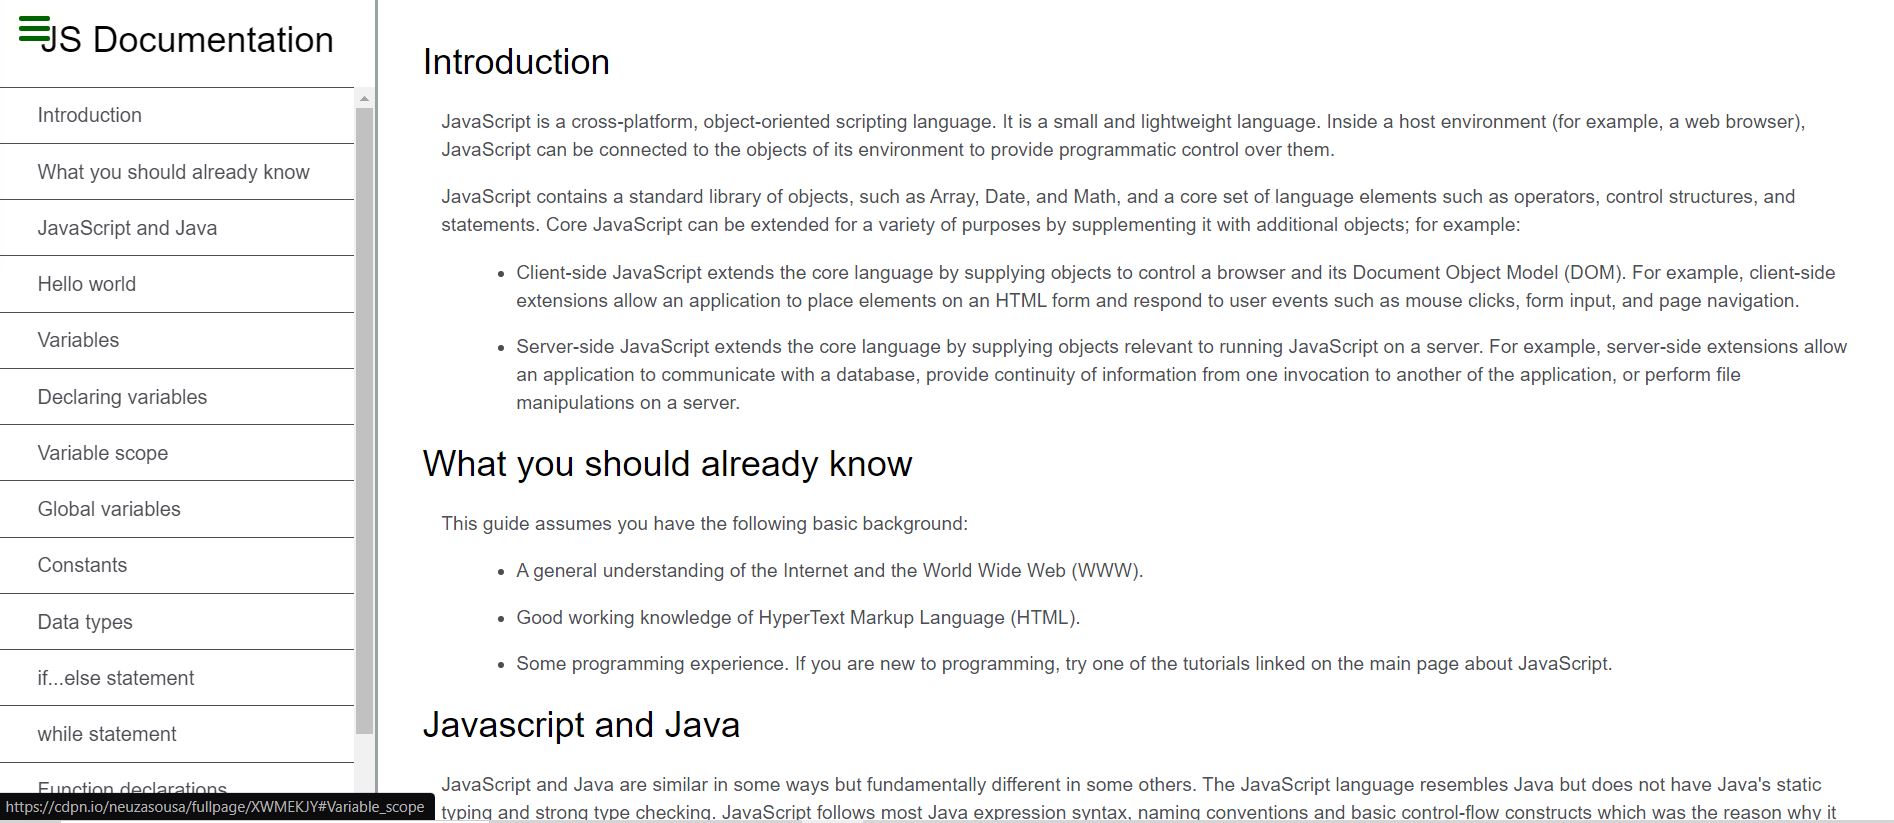 JS Documentation
Introduction
What you should already know
JavaScript and Java
Hello world
Variables
Declaring variables
Variable scope
Global variables
Constants
Data types
if...else statement
while statement
Function declarations
https://cdpn.io/neuzasousa/fullpage/XWMEKJY#Variable_scope
Introduction
JavaScript is a cross-platform, object-oriented scripting language. It is a small and lightweight language. Inside a host environment (for example, a web browser),
JavaScript can be connected to the objects of its environment to provide programmatic control over them.
JavaScript contains a standard library of objects, such as Array, Date, and Math, and a core set of language elements such as operators, control structures, and
statements. Core JavaScript can be extended for a variety of purposes by supplementing it with additional objects; for example:
• Client-side JavaScript extends the core language by supplying objects to control a browser and its Document Object Model (DOM). For example, client-side
extensions allow an application to place elements on an HTML form and respond to user events such as mouse clicks, form input, and page navigation.
• Server-side JavaScript extends the core language by supplying objects relevant to running JavaScript on a server. For example, server-side extensions allow
an application to communicate with a database, provide continuity of information from one invocation to another of the application, or perform file
manipulations on a server.
What you should already know
This guide assumes you have the following basic background:
• A general understanding of the Internet and the World Wide Web (WWW).
• Good working knowledge of HyperText Markup Language (HTML).
• Some programming experience. If you are new to programming, try one of the tutorials linked on the main page about JavaScript.
Javascript and Java
JavaScript and Java are similar in some ways but fundamentally different in some others. The JavaScript language resembles Java but does not have Java's static
typing and strong type checking. JavaScript follows most Java expression syntax, naming conventions and basic control-flow constructs which was the reason why it